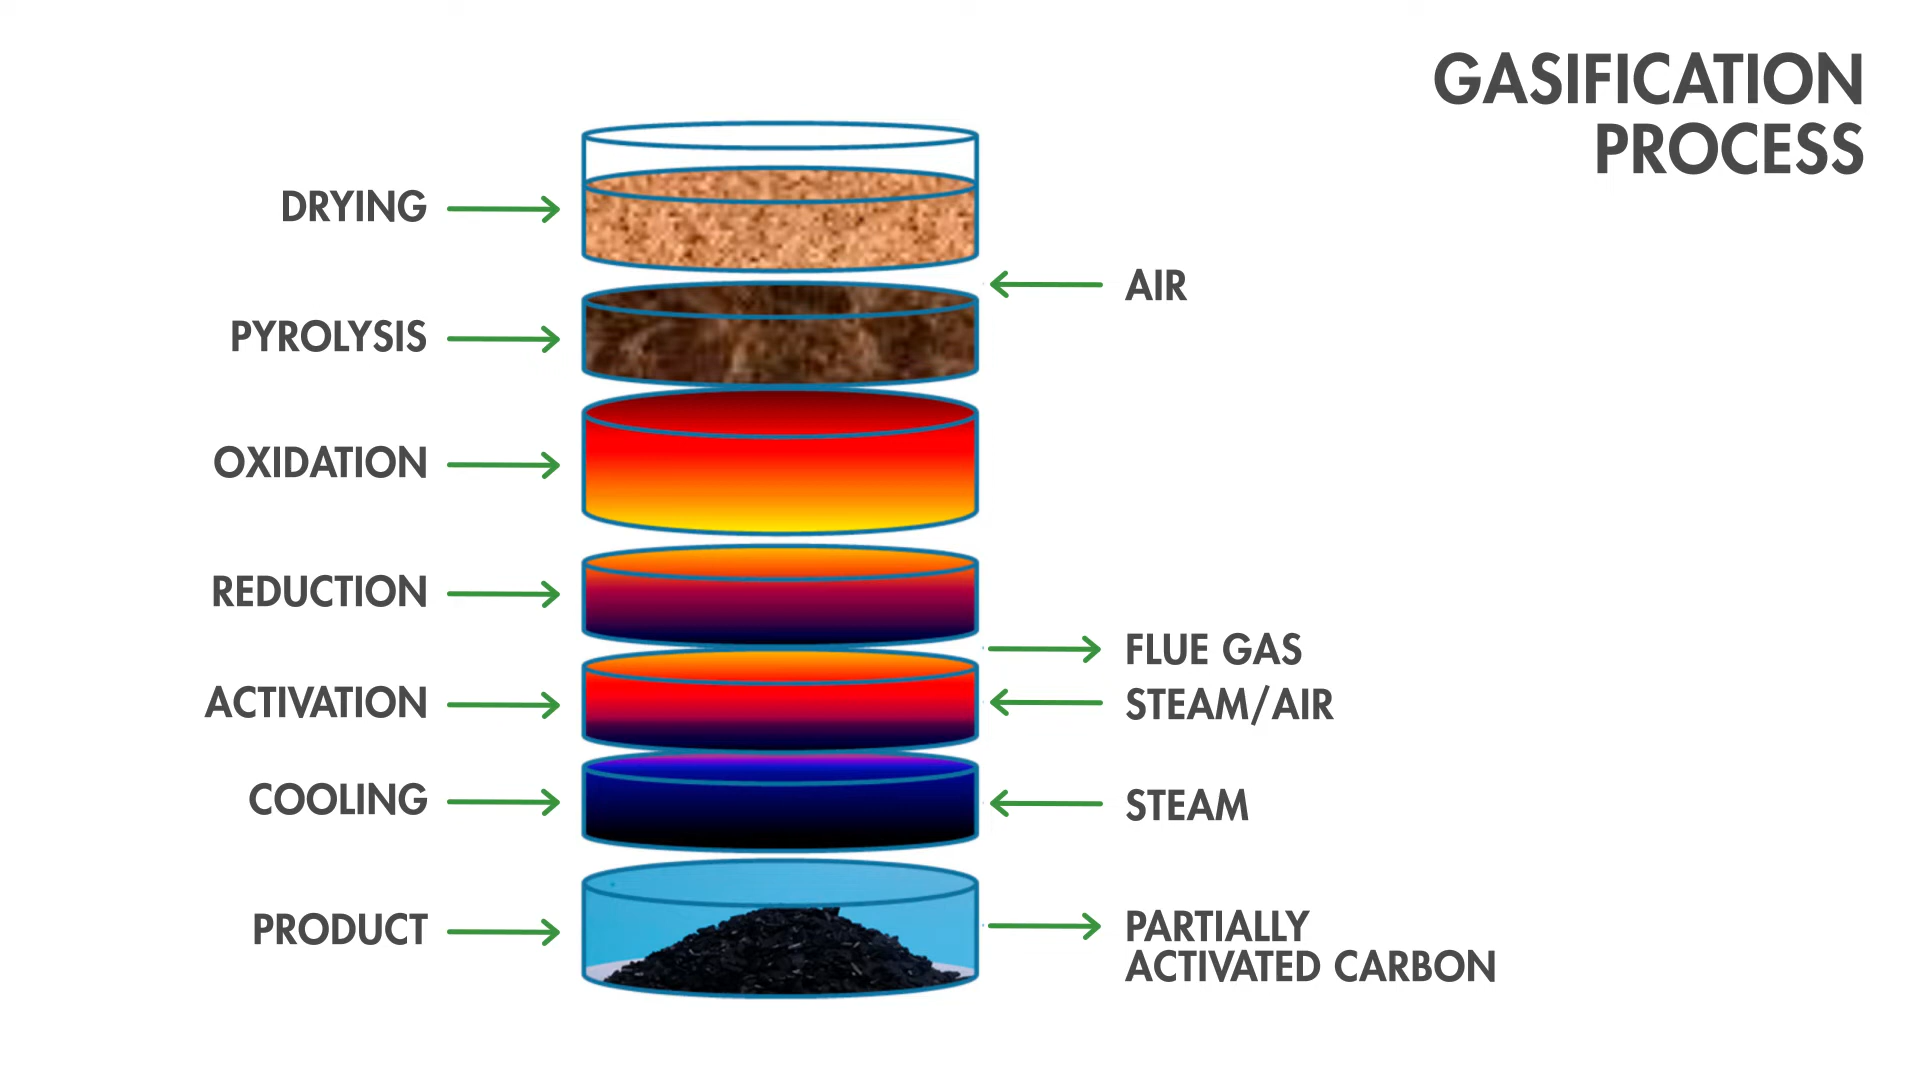 GASIFICATION
PROCESS
DRYING
AIR
PYROLYSIS
OXIDATION
REDUCTION
FLUE GAS
ACTIVATION
STEAM/AIR
COOLING
STEAM
PRODUCT
PARTIALLY
ACTIVATED CARBON